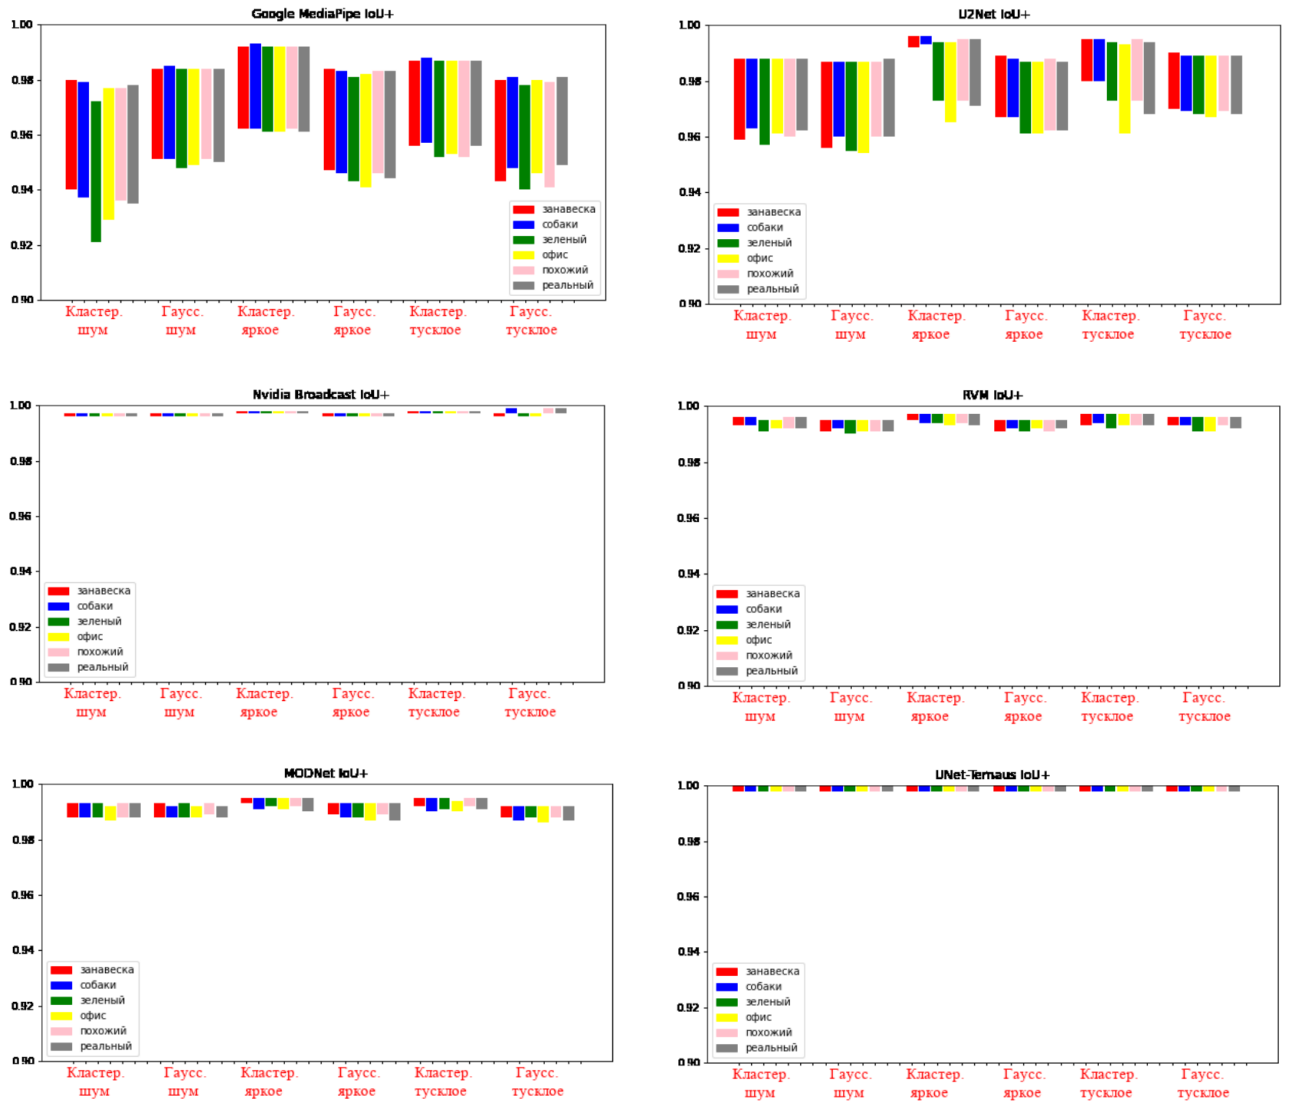 Google MediaPipe IoU+
1.00
0.98
0.96
0.94
0.92
0.90
занавеска
собаки
зеленый
офис
похожий
реальный
Кластер. Гаусс. Кластер. Гаусс. Кластер. Гаусс.
шум шум яркое яркое тусклое тусклое
U2Net IoU+
1.00
0.98
0.96
0.94
0.92
0.90
занавеска
собаки
зеленый
офис
похожий
реальный
Кластер. Гаусс. Кластер. Гаусс. Кластер. Гаусс.
шум шум яркое яркое тусклое тусклое
Nvidia Broadcast IoU+
1.00
0.98
0.96
0.94
0.92
0.90
занавеска
собаки
зеленый
офис
похожий
реальный
Кластер. Гаусс. Кластер. Гаусс. Кластер. Гаусс.
шум шум яркое яркое тусклое тусклое
RVM IoU+
1.00
0.98
0.96
0.94
0.92
0.90
занавеска
собаки
зеленый
офис
похожий
реальный
Кластер. Гаусс. Кластер. Гаусс. Кластер. Гаусс.
шум шум яркое яркое тусклое тусклое
MODNet IoU+
1.00
0.98
0.96
0.94
0.92
0.90
занавеска
собаки
зеленый
офис
похожий
реальный
Кластер. Гаусс. Кластер. Гаусс. Кластер. Гаусс.
шум шум яркое яркое тусклое тусклое
UNet-Ternaus IoU+
1.00
0.98
0.96
0.94
0.92
0.90
занавеска
собаки
зеленый
офис
похожий
реальный
Кластер. Гаусс. Кластер. Гаусс. Кластер. Гаусс.
шум шум яркое яркое тусклое тусклое